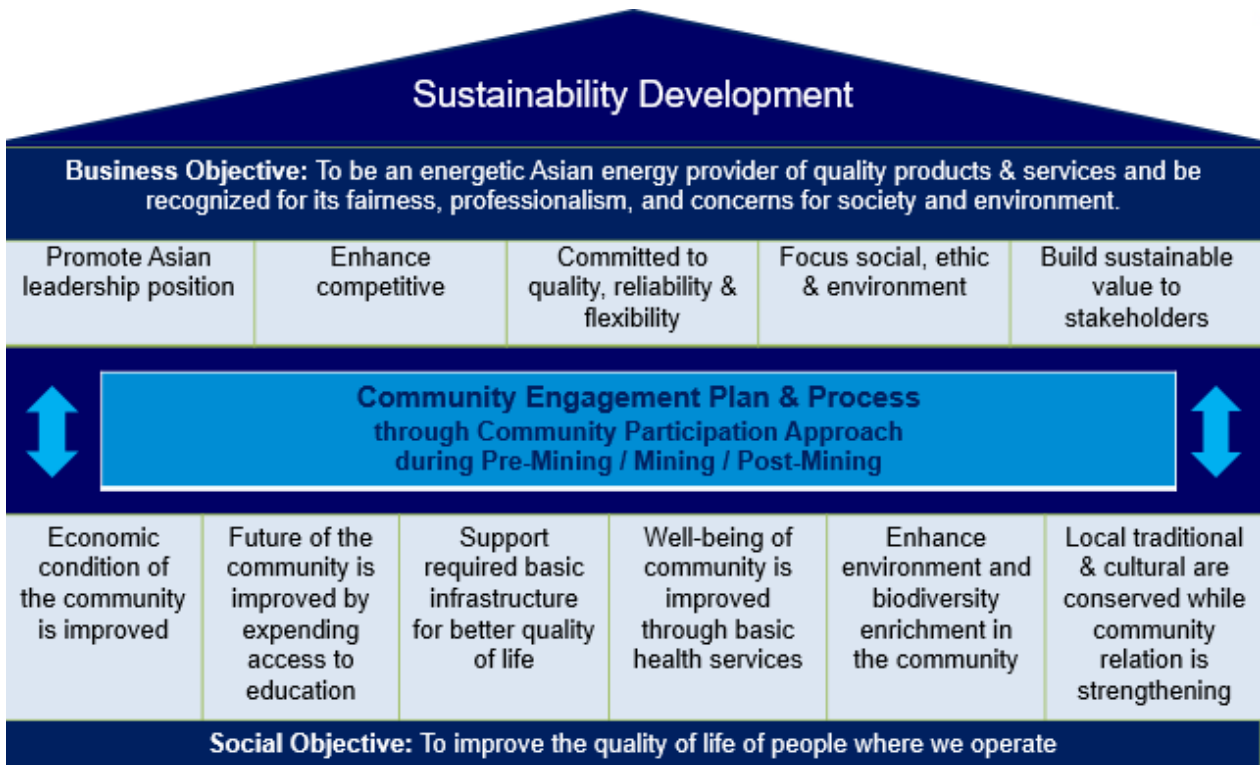 Sustainability Development
Business Objective: To be an energetic Asian energy provider of quality products & services and be
recognized for its fairness, professionalism, and concerns for society and environment.
Promote Asian
leadership position
Enhance
competitive
Committed to
quality, reliability &
flexibility
Focus social, ethic
& environment
Build sustainable
value to
stakeholders
Community Engagement Plan & Process
through Community Participation Approach
during Pre-Mining / Mining / Post-Mining
Economic
condition of
the community
is improved
Future of the
community is
improved by
expending
access to
education
Support
required basic
infrastructure
for better quality
of life
Well-being of
community is
improved
through basic
health services
Enhance
environment and
biodiversity
enrichment in
the community
Local traditional
& cultural are
conserved while
community
relation is
strengthening
Social Objective: To improve the quality of life of people where we operate